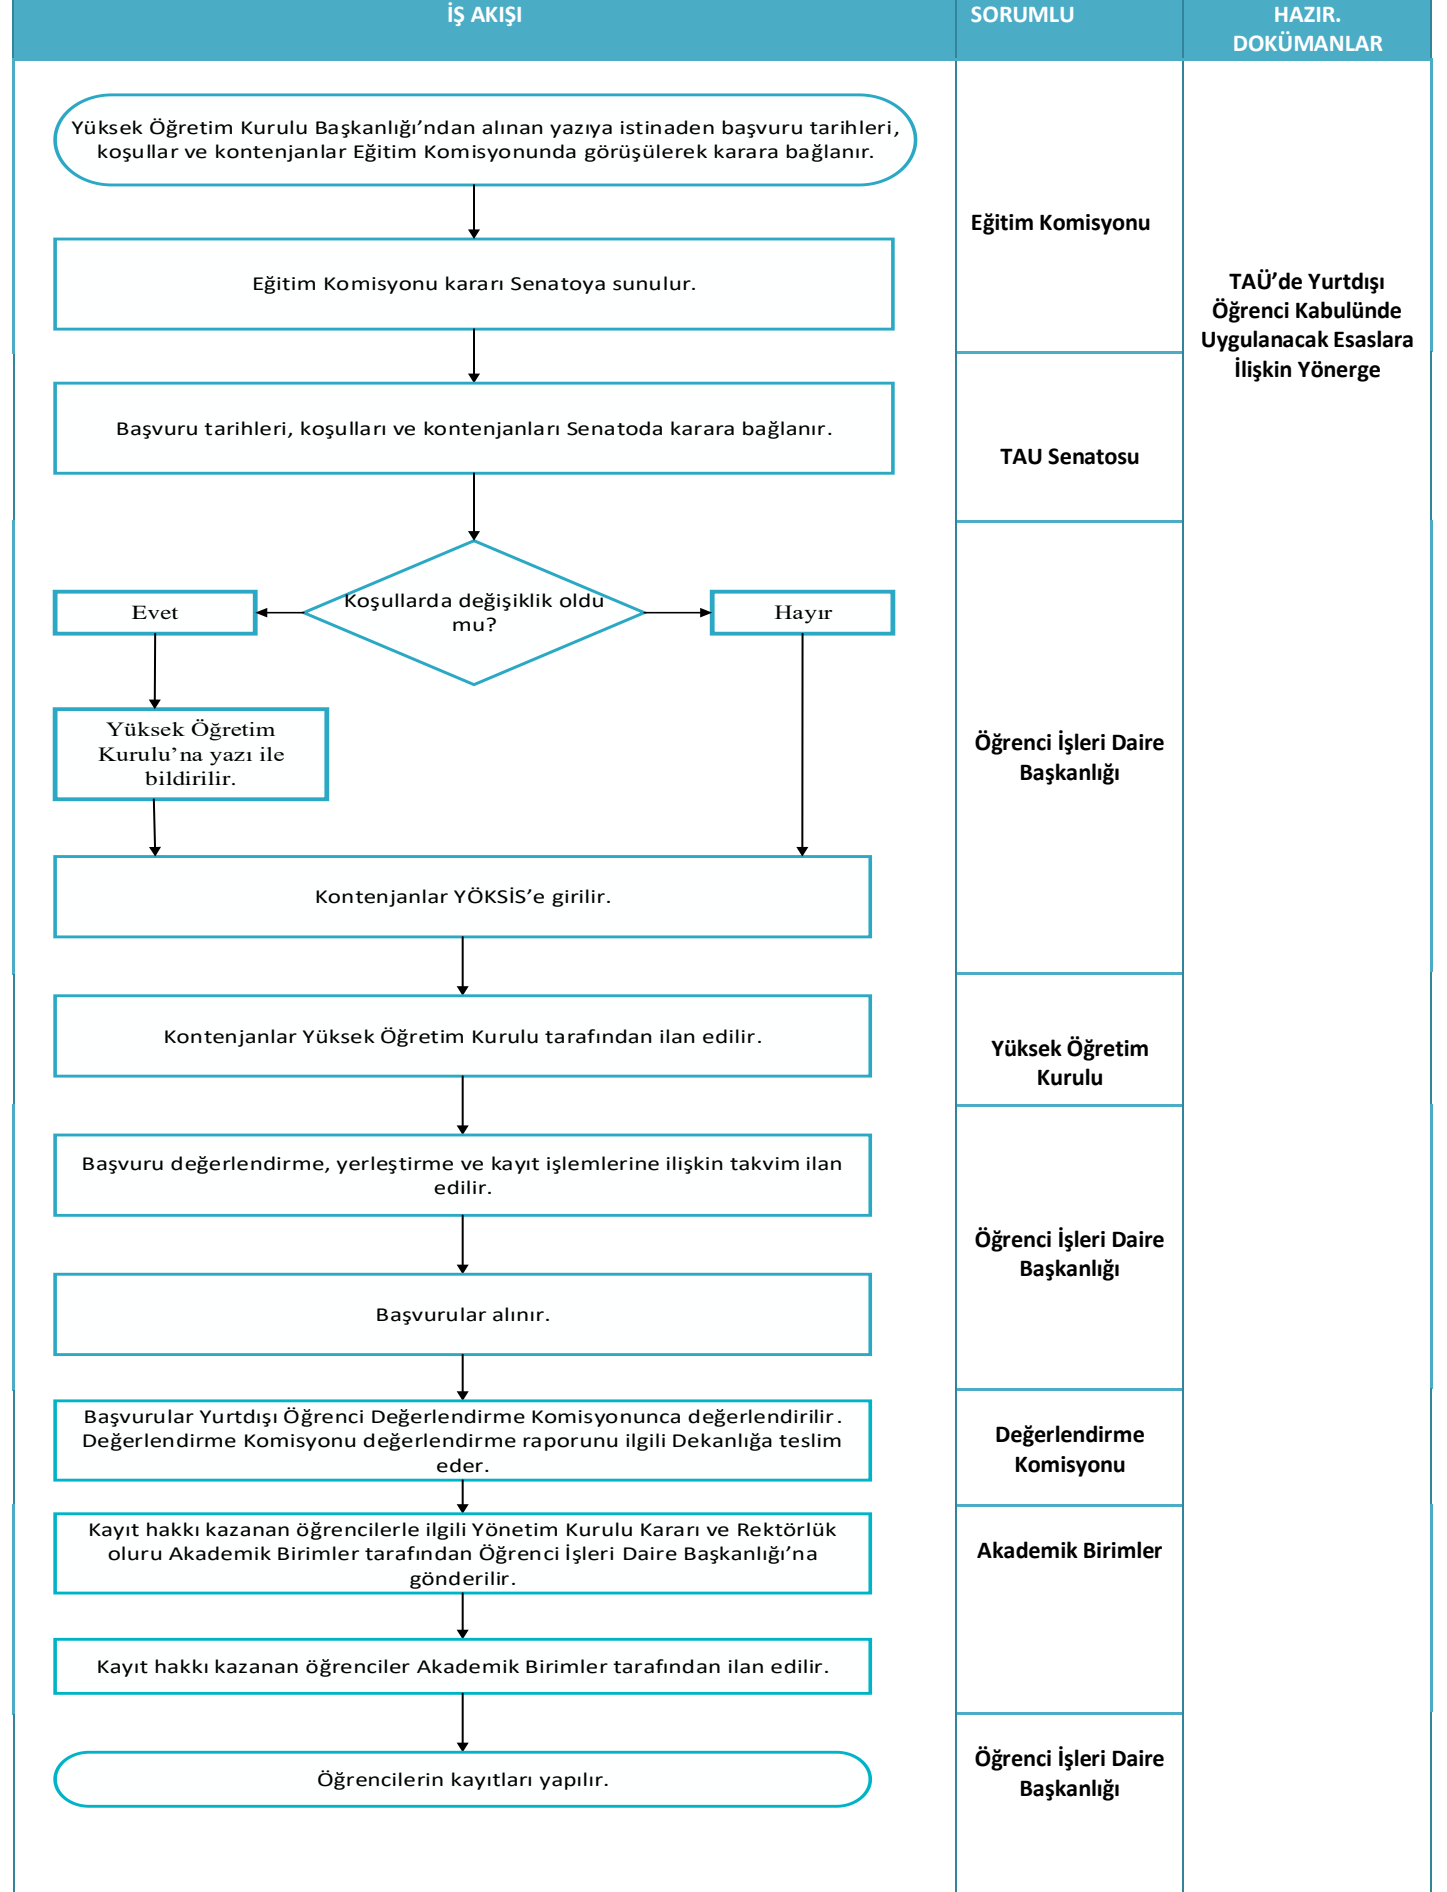 İŞ AKIŞI
SORUMLU
HAZIR.
DOKÜMANLAR
Yüksek Öğretim Kurulu Başkanlığı’ndan alınan yazıya istinaden başvuru tarihleri,
koşullar ve kontenjanlar Eğitim Komisyonunda görüşülerek karara bağlanır.
Eğitim Komisyonu kararı Senatoya sunulur.
Eğitim Komisyonu
TAÜ’de Yurtdışı
Öğrenci Kabulünde
Uygulanacak Esaslara
İlişkin Yönerge
Başvuru tarihleri, koşulları ve kontenjanları Senatoda karara bağlanır.
TAU Senatosu
Koşullarda değişiklik oldu
mu?
Evet
Hayır
Yüksek Öğretim
Kurulu’na yazı ile
bildirilir.
Öğrenci İşleri Daire
Başkanlığı
Kontenjanlar YÖKSİS’e girilir.
Kontenjanlar Yüksek Öğretim Kurulu tarafından ilan edilir.
Yüksek Öğretim
Kurulu
Başvuru değerlendirme, yerleştirme ve kayıt işlemlerine ilişkin takvim ilan
edilir.
Öğrenci İşleri Daire
Başkanlığı
Başvurular alınır.
Başvurular Yurtdışı Öğrenci Değerlendirme Komisyonunca değerlendirilir.
Değerlendirme Komisyonu değerlendirme raporunu ilgili Dekanlığa teslim
eder.
Değerlendirme
Komisyonu
Kayıt hakkı kazanan öğrencilerle ilgili Yönetim Kurulu Kararı ve Rektörlük
oluru Akademik Birimler tarafından Öğrenci İşleri Daire Başkanlığı’na
gönderilir.
Akademik Birimler
Kayıt hakkı kazanan öğrenciler Akademik Birimler tarafından ilan edilir.
Öğrencilerin kayıtları yapılır.
Öğrenci İşleri Daire
Başkanlığı